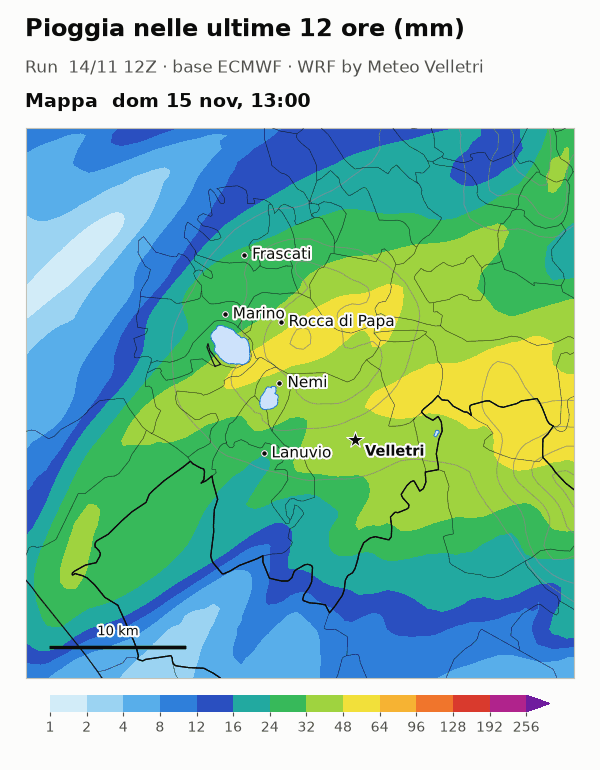 Pioggia nelle ultime 12 ore (mm)
Run  14/11 12Z · base ECMWF · WRF by Meteo Velletri
Mappa  dom 15 nov, 13:00
Frascati
Marino
Rocca di Papa
Nemi
Velletri
Lanuvio
10 km
1 2 4 8 12 16 24 32 48 64 96 128 192 256